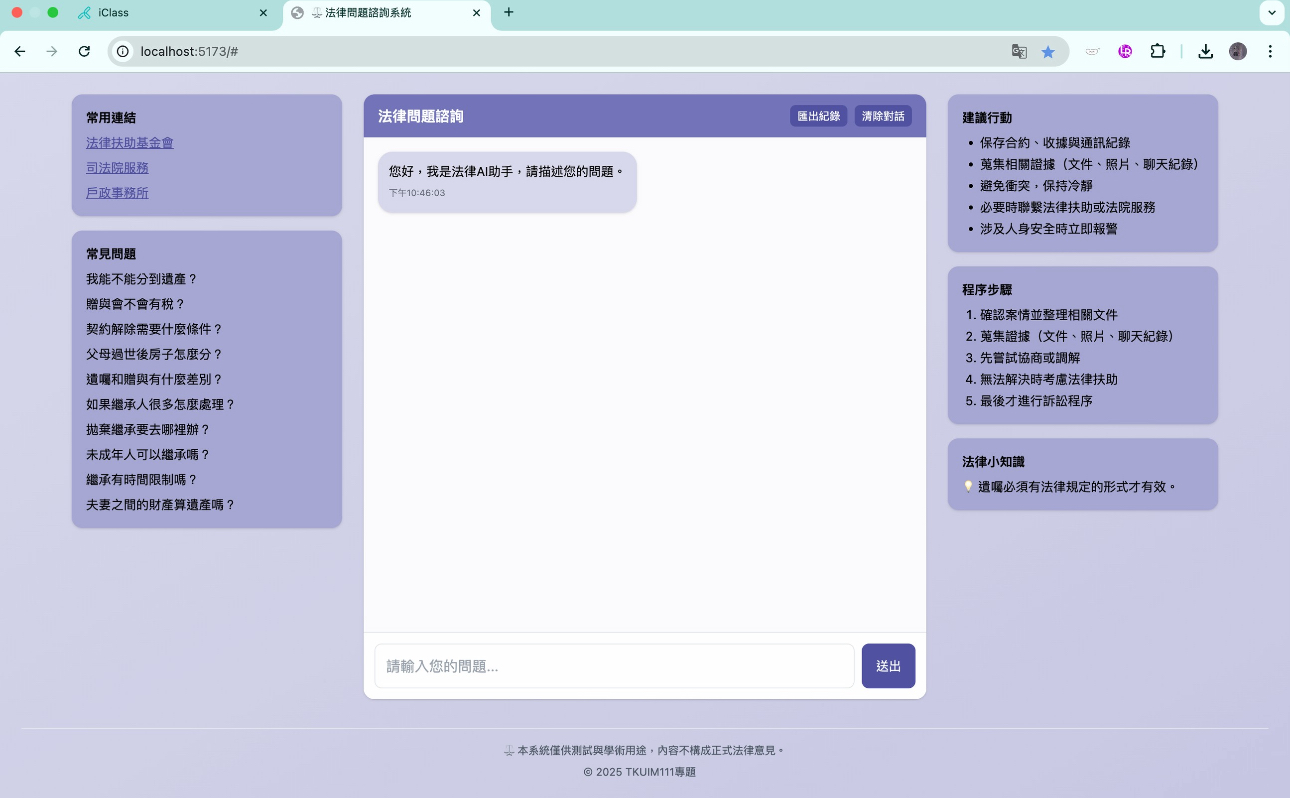 iClass
法律問題諮詢系統
localhost:5173/#
常用連結
法律扶助基金會
司法院服務
戶政事務所
常見問題
我能不能分到遺產？
贈與會不會有稅？
契約解除需要什麼條件？
父母過世後房子怎麼分？
遺囑和贈與有什麼差別？
如果繼承人很多怎麼處理？
拋棄繼承要去哪裡辦？
未成年人可以繼承嗎？
繼承有時間限制嗎？
夫妻之間的財產算遺產嗎？
法律問題諮詢
匯出紀錄
清除對話
您好，我是法律AI助手，請描述您的問題。
下午10:46:03
請輸入您的問題...
送出
建議行動
• 保存合約、收據與通訊紀錄
• 蒐集相關證據（文件、照片、聊天紀錄）
• 避免衝突，保持冷靜
• 必要時聯繫法律扶助或法院服務
• 涉及人身安全時立即報警
程序步驟
1. 確認案情並整理相關文件
2. 蒐集證據（文件、照片、聊天紀錄）
3. 先嘗試協商或調解
4. 無法解決時考慮法律扶助
5. 最後才進行訴訟程序
法律小知識
💡 遺囑必須有法律規定的形式才有效。
本系統僅供測試與學術用途，內容不構成正式法律意見。
© 2025 TKUIM111專題